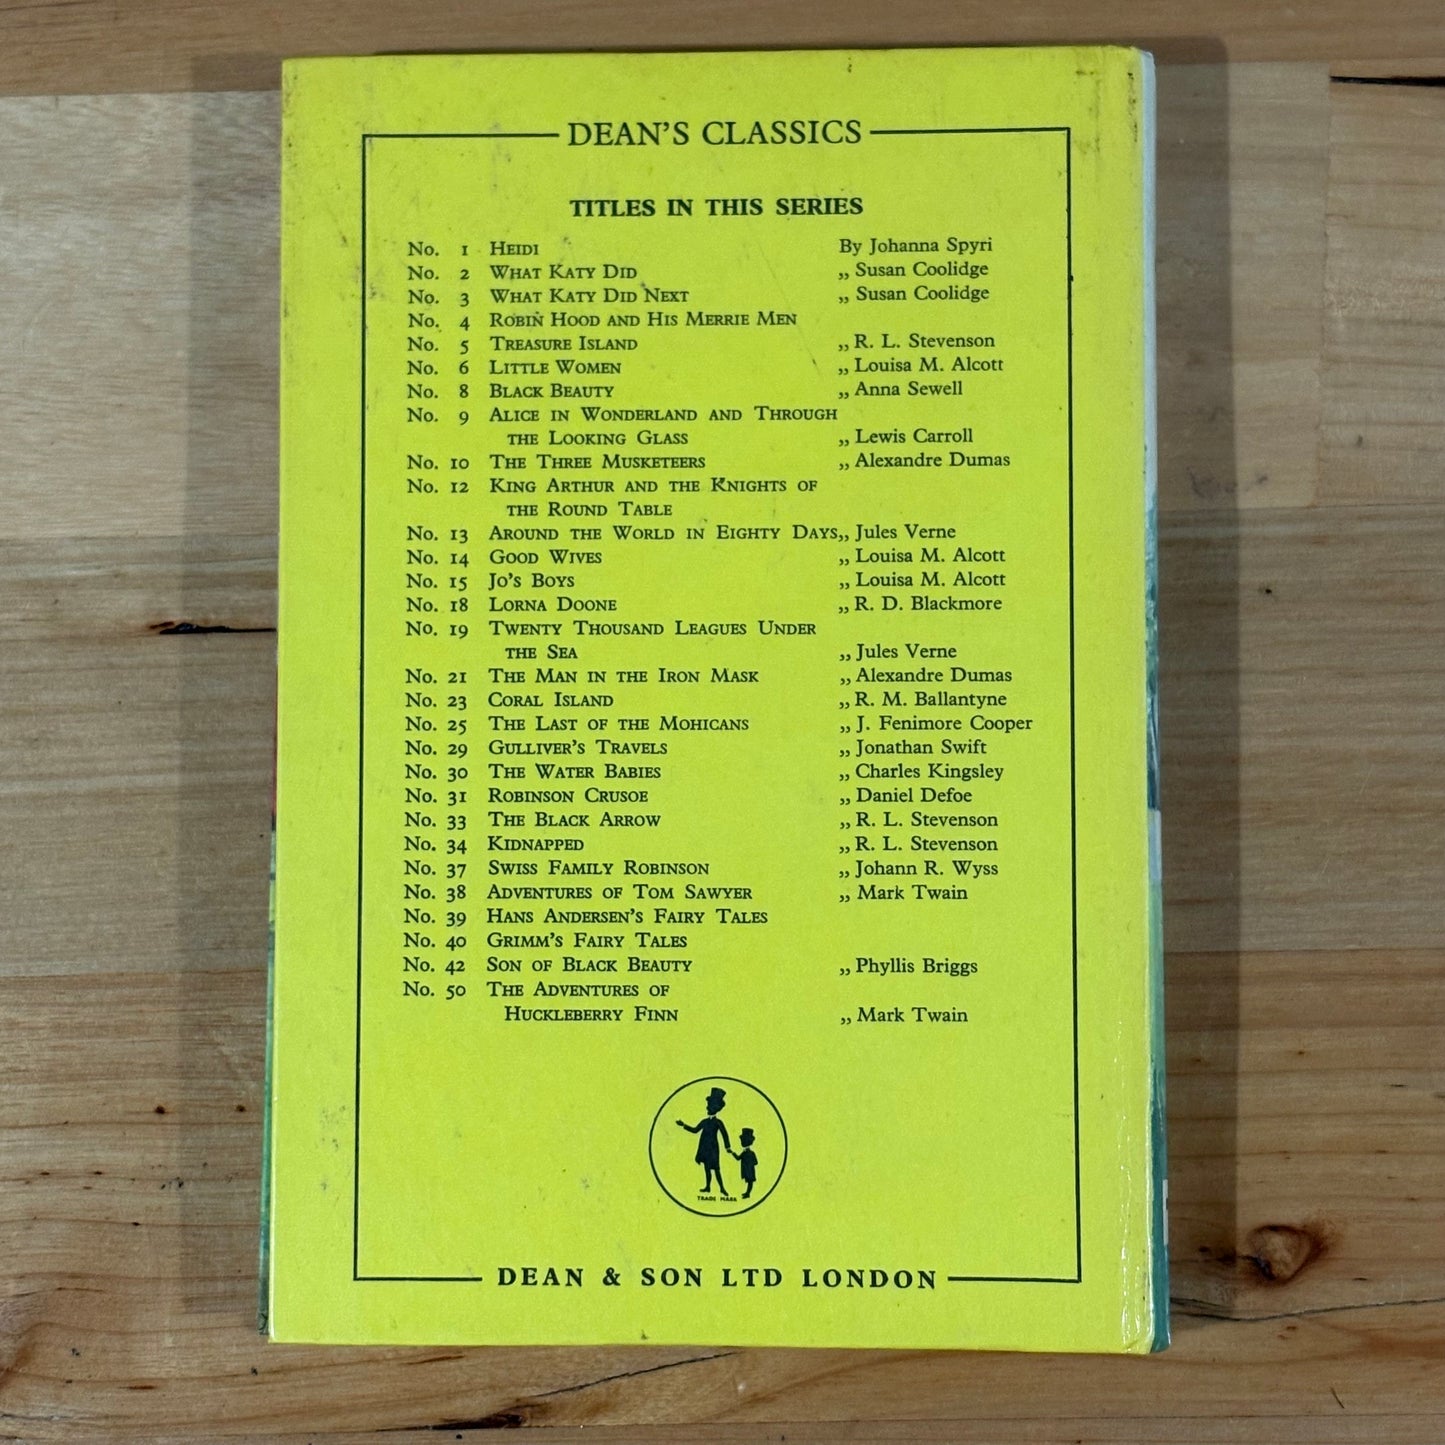 DEAN'S CLASSICS
TITLES IN THIS SERIES
No. 1 HEIDI By Johanna Spyri
No. 2 WHAT KATY DID „ Susan Coolidge
No. 3 WHAT KATY DID NEXT „ Susan Coolidge
No. 4 ROBIN HOOD AND HIS MERRIE MEN
No. 5 TREASURE ISLAND „ R. L. Stevenson
No. 6 LITTLE WOMEN „ Louisa M. Alcott
No. 8 BLACK BEAUTY „ Anna Sewell
No. 9 ALICE IN WONDERLAND AND THROUGH
THE LOOKING GLASS „ Lewis Carroll
No. 10 THE THREE MUSKETEERS „ Alexandre Dumas
No. 12 KING ARTHUR AND THE KNIGHTS OF
THE ROUND TABLE
No. 13 AROUND THE WORLD IN EIGHTY DAYS „ Jules Verne
No. 14 GOOD WIVES „ Louisa M. Alcott
No. 15 JO'S BOYS „ Louisa M. Alcott
No. 18 LORNA DOONE „ R. D. Blackmore
No. 19 TWENTY THOUSAND LEAGUES UNDER
THE SEA „ Jules Verne
No. 21 THE MAN IN THE IRON MASK „ Alexandre Dumas
No. 23 CORAL ISLAND „ R. M. Ballantyne
No. 25 THE LAST OF THE MOHICANS „ J. Fenimore Cooper
No. 29 GULLIVER'S TRAVELS „ Jonathan Swift
No. 30 THE WATER BABIES „ Charles Kingsley
No. 31 ROBINSON CRUSOE „ Daniel Defoe
No. 33 THE BLACK ARROW „ R. L. Stevenson
No. 34 KIDNAPPED „ R. L. Stevenson
No. 37 SWISS FAMILY ROBINSON „ Johann R. Wyss
No. 38 ADVENTURES OF TOM SAWYER „ Mark Twain
No. 39 HANS ANDERSEN'S FAIRY TALES
No. 40 GRIMM'S FAIRY TALES
No. 42 SON OF BLACK BEAUTY „ Phyllis Briggs
No. 50 THE ADVENTURES OF
HUCKLEBERRY FINN „ Mark Twain
TRADE MARK
DEAN & SON LTD LONDON